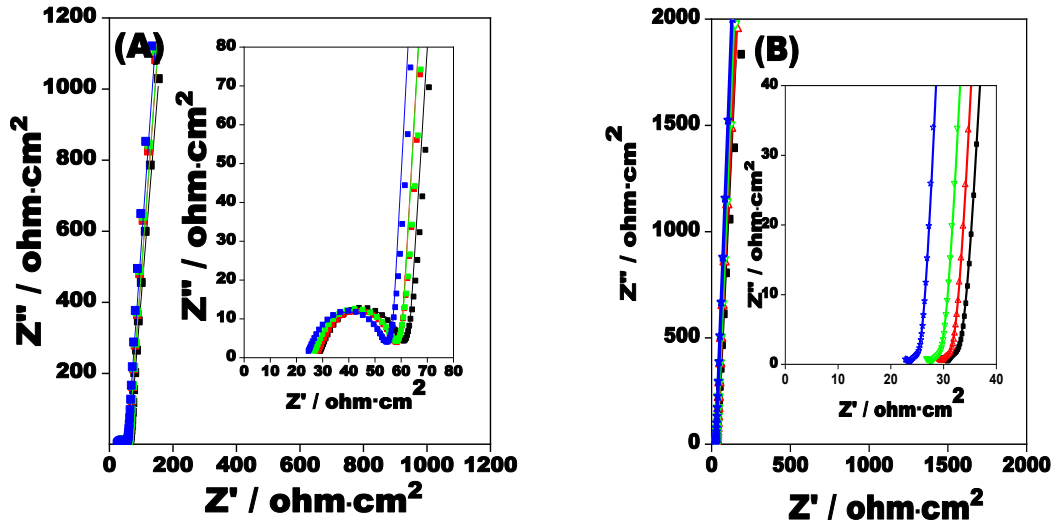 (A)
1200
1000
800
600
400
200
0 200 400 600 800 1000 1200
Z'' / ohm·cm²
Z' / ohm·cm²
80
70
60
50
40
30
20
10
0
0 10 20 30 40 50 60 70 80
Z'' / ohm·cm²
Z' / ohm·cm²
(B)
2000
1500
1000
500
0
0 500 1000 1500 2000
Z'' / ohm·cm²
Z' / ohm·cm²
40
30
20
10
0
0 10 20 30 40
Z'' / ohm·cm²
Z' / ohm·cm²